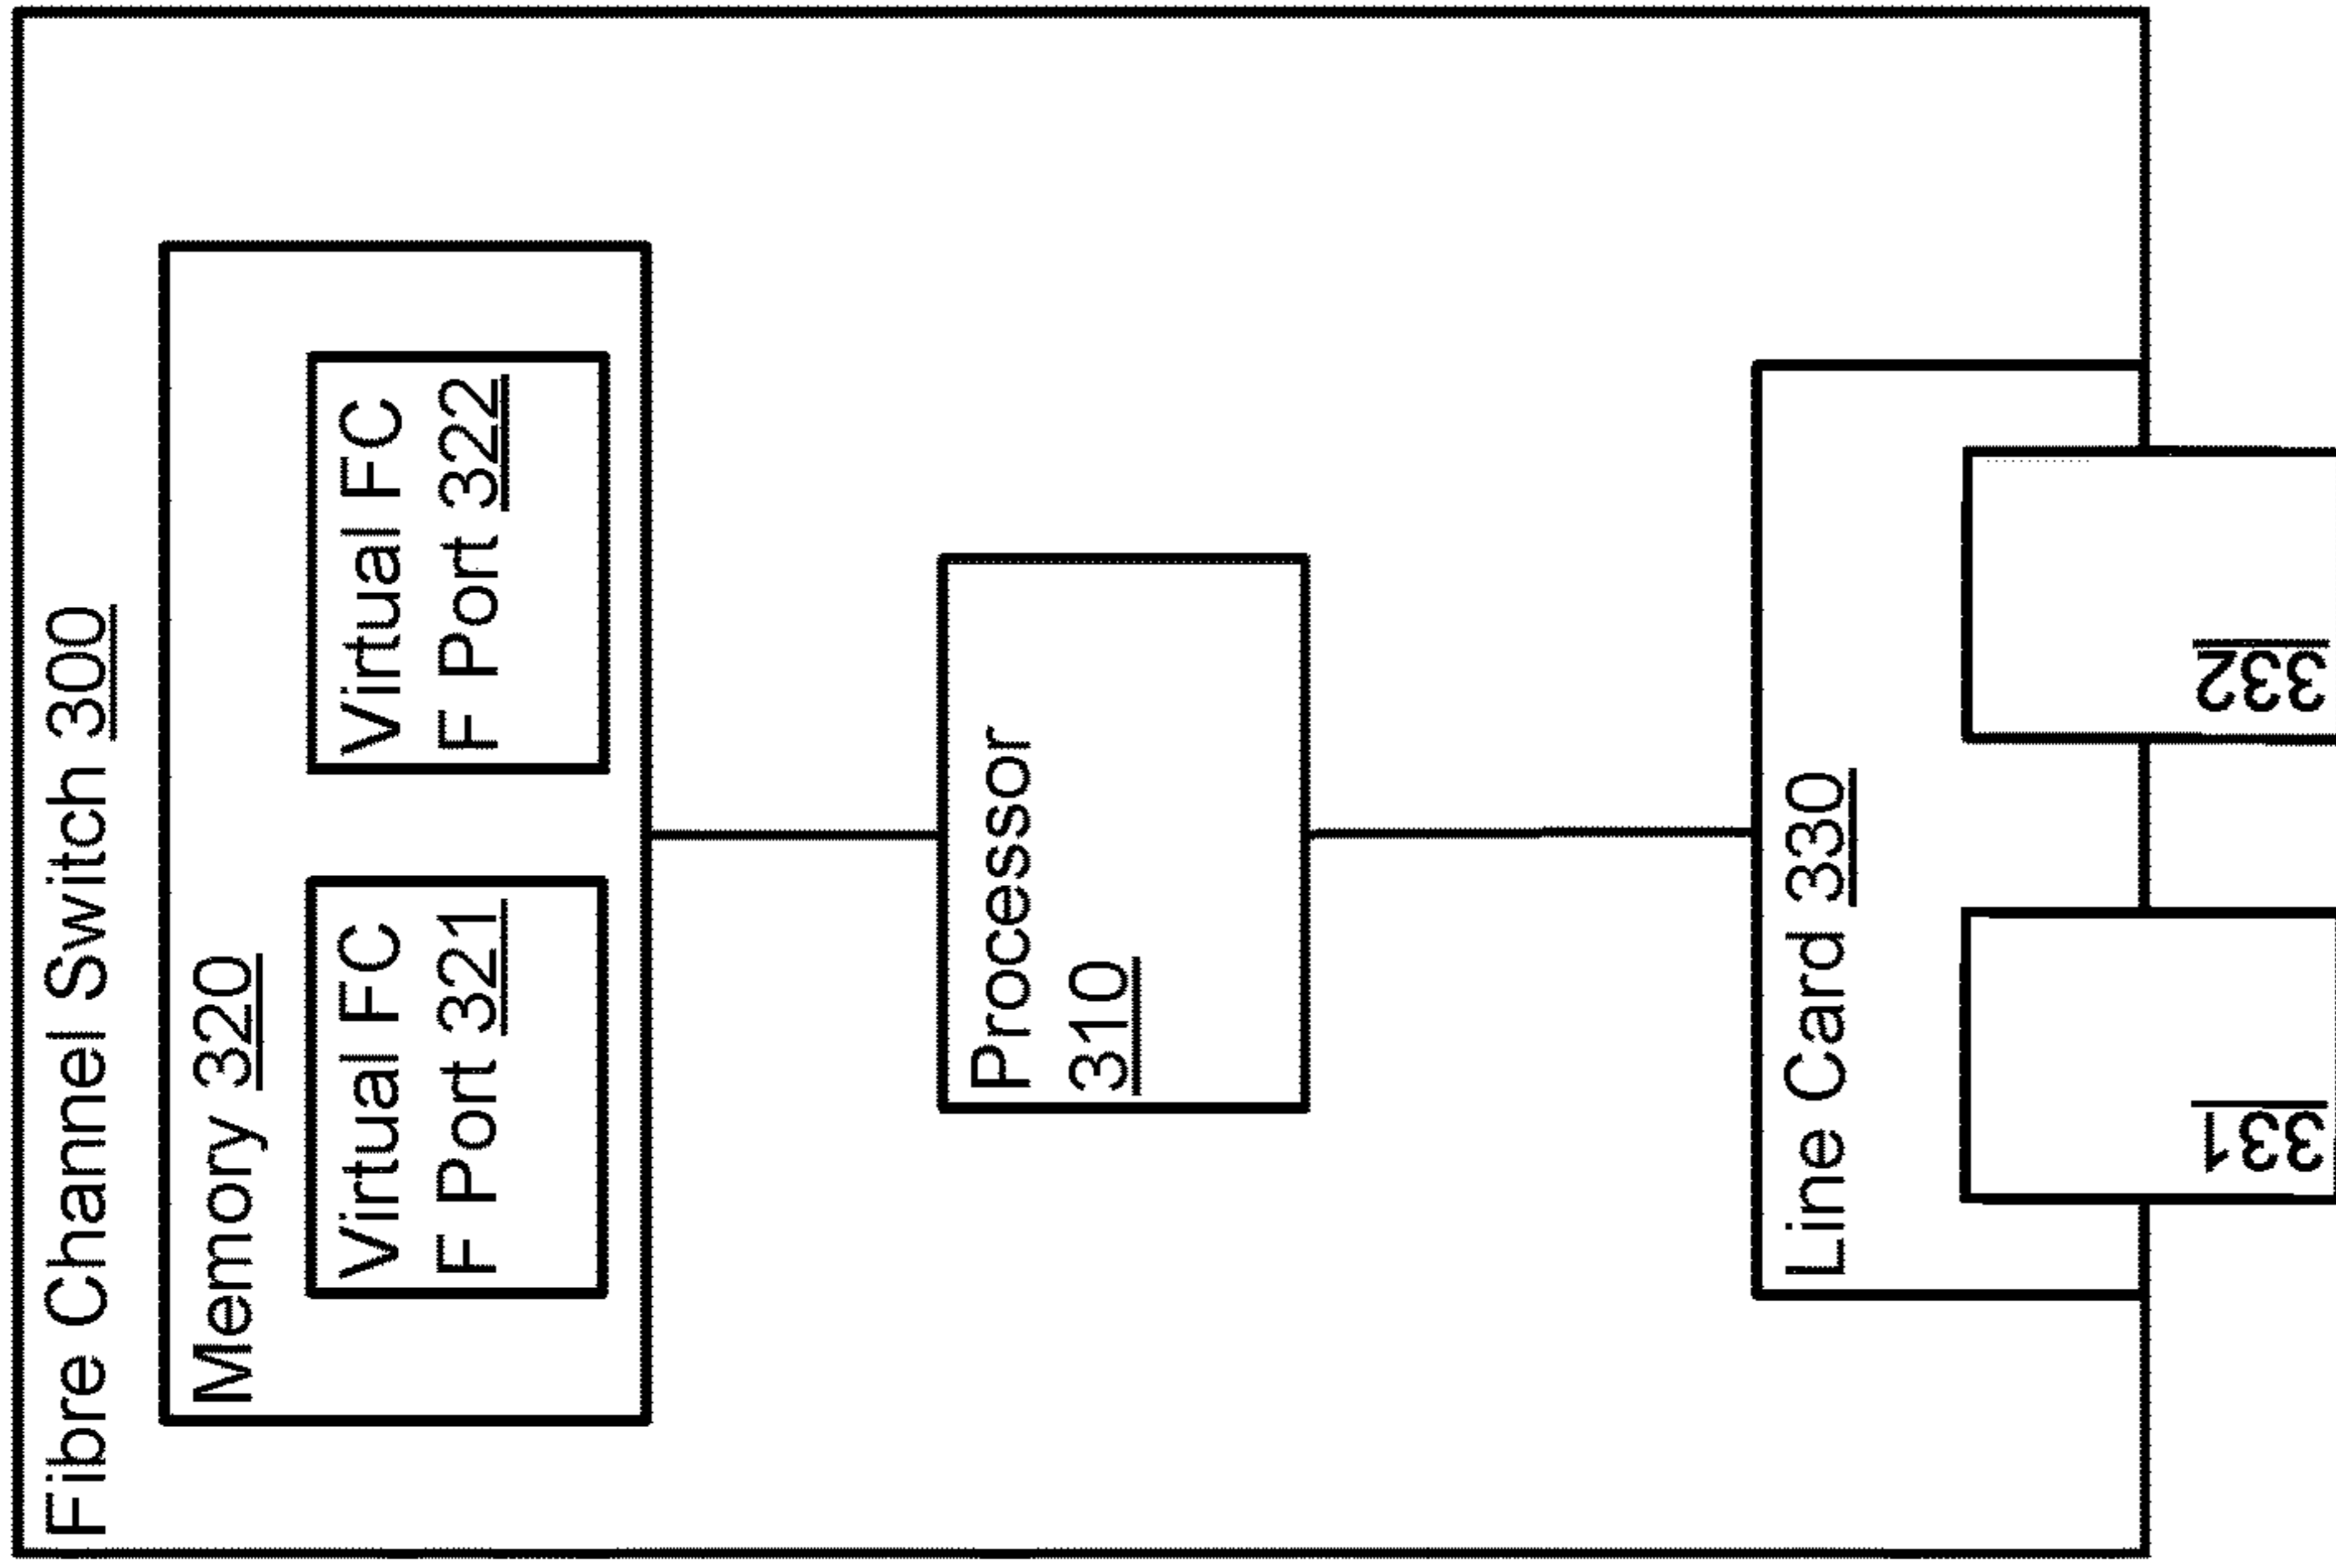 Fibre Channel Switch 300
Memory 320
Virtual FC
F Port 321
Virtual FC
F Port 322
Processor
310
Line Card 330
331
332